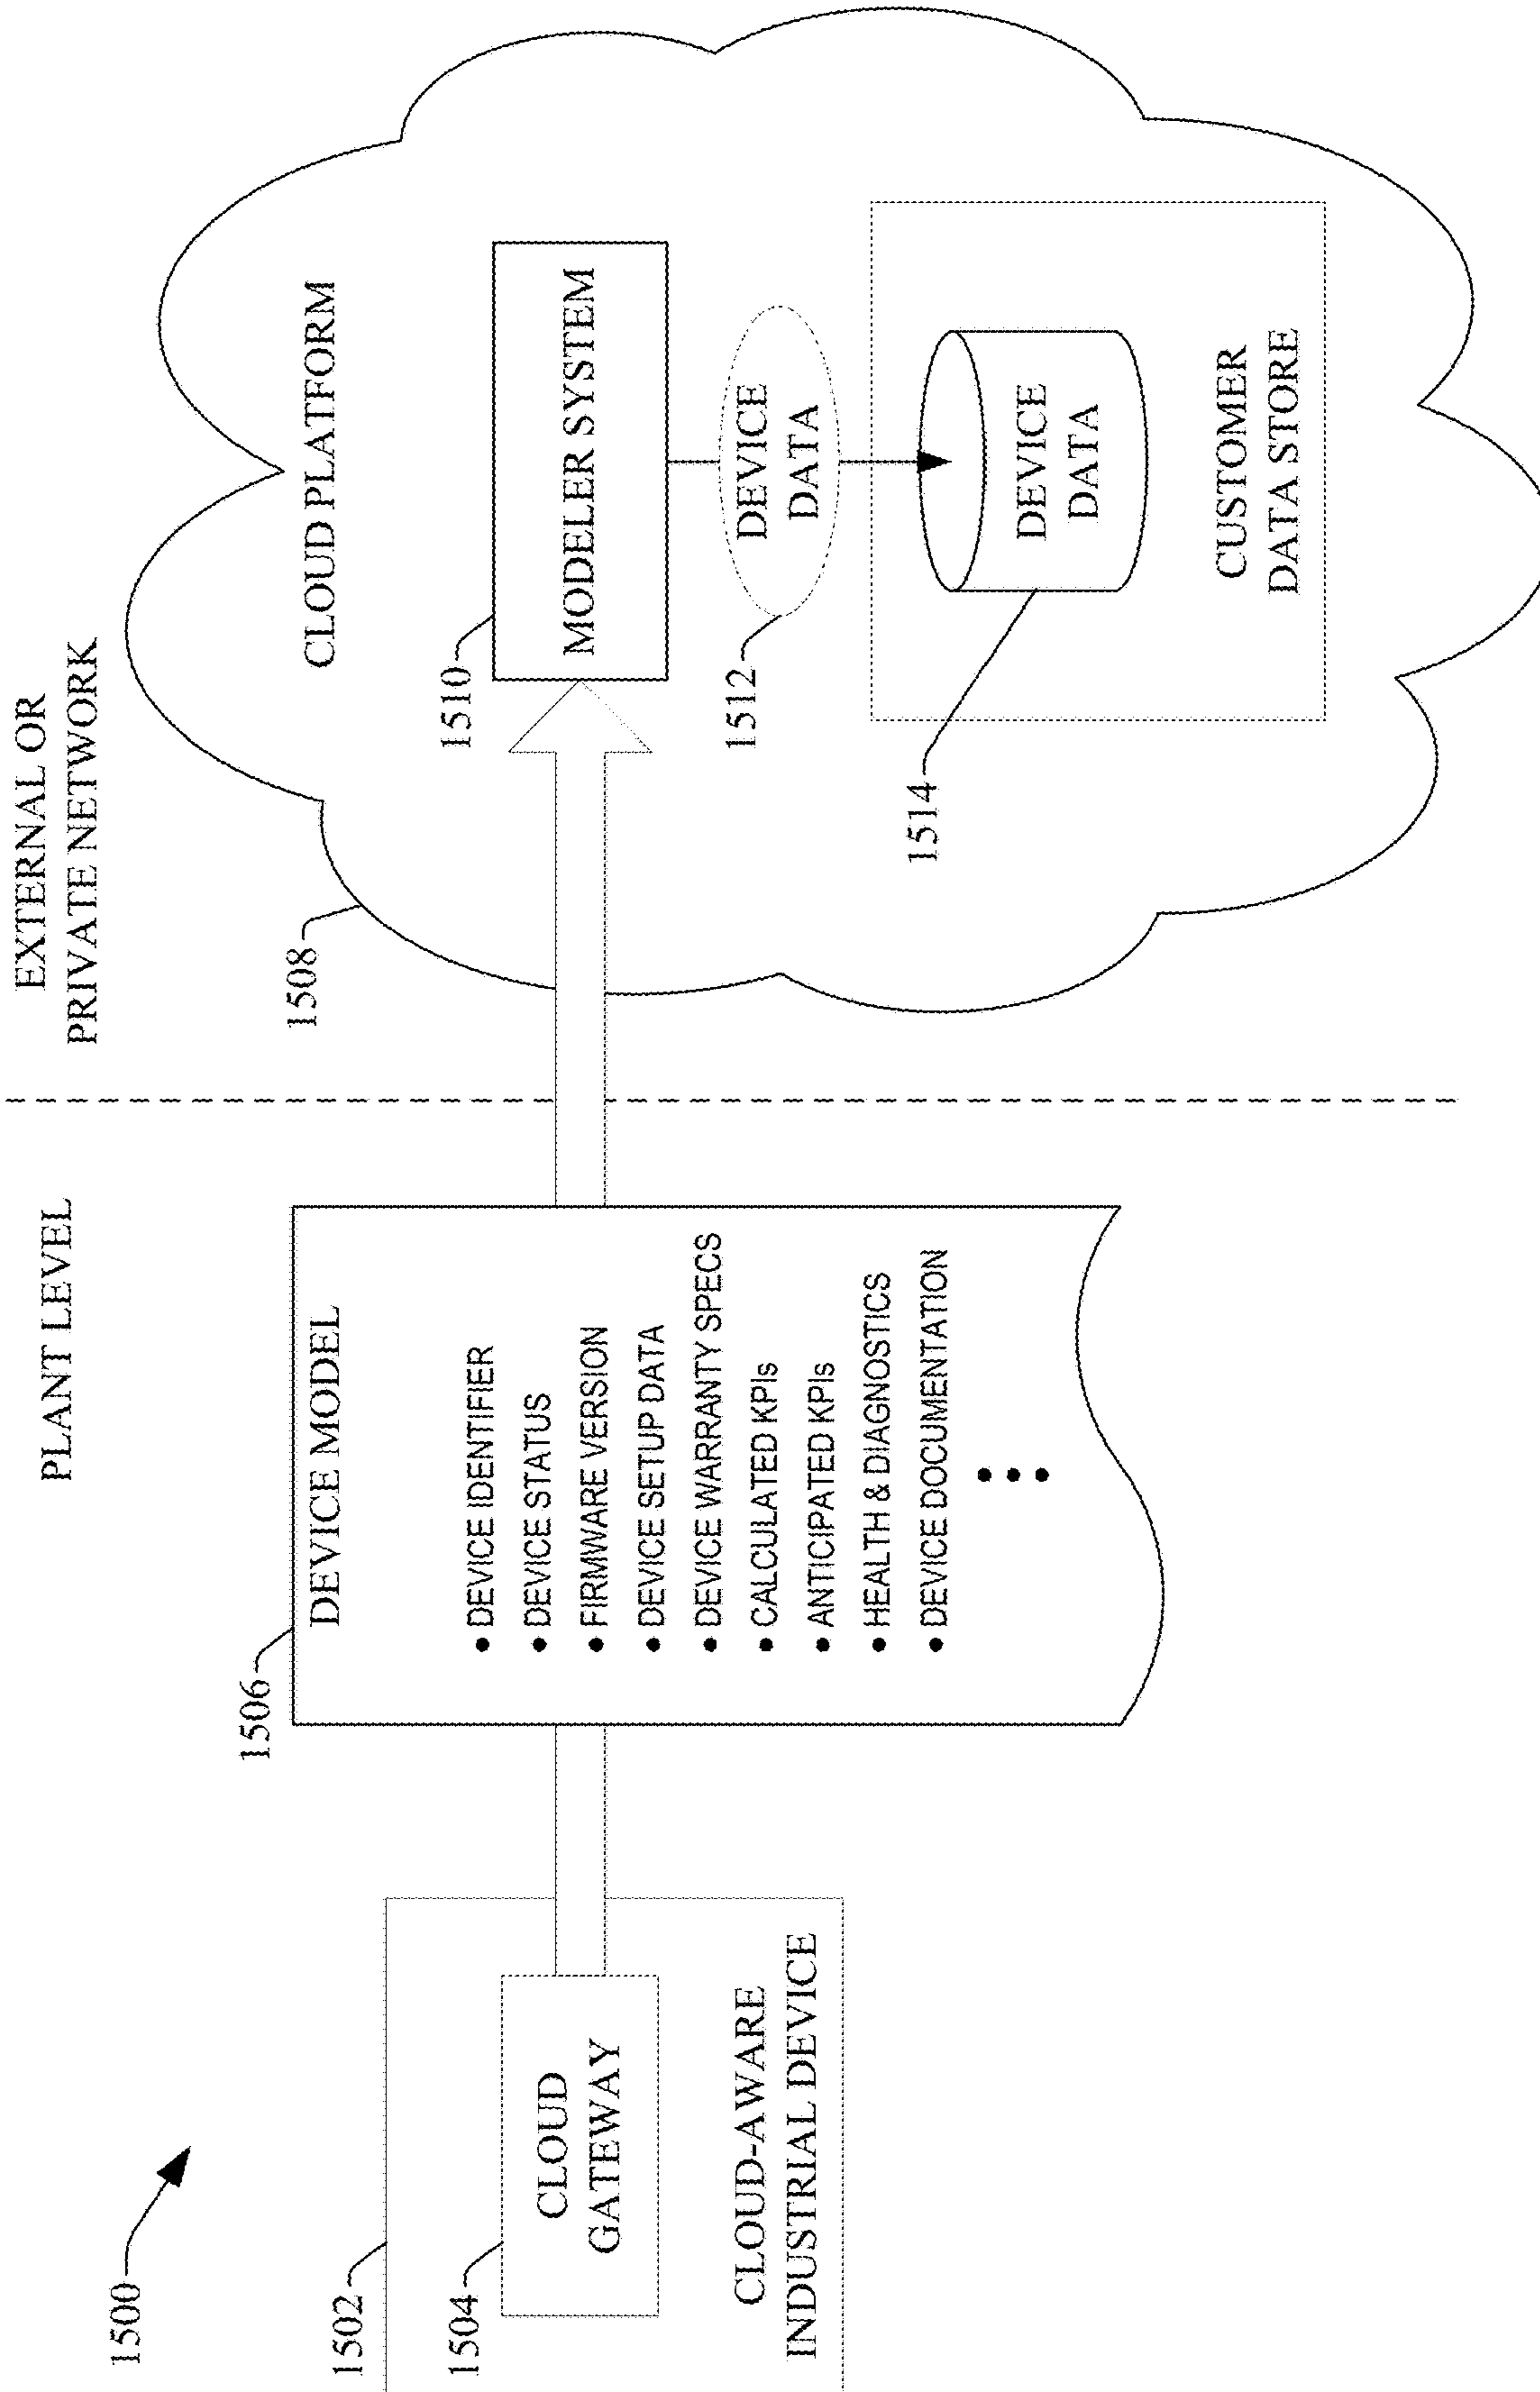 1500
PLANT LEVEL
EXTERNAL OR
PRIVATE NETWORK
1502
1504
CLOUD
GATEWAY
CLOUD-AWARE
INDUSTRIAL DEVICE
1506
DEVICE MODEL
• DEVICE IDENTIFIER
• DEVICE STATUS
• FIRMWARE VERSION
• DEVICE SETUP DATA
• DEVICE WARRANTY SPECS
• CALCULATED KPIs
• ANTICIPATED KPIs
• HEALTH & DIAGNOSTICS
• DEVICE DOCUMENTATION
1508
CLOUD PLATFORM
1510
MODELER SYSTEM
1512
DEVICE
DATA
1514
DEVICE
DATA
CUSTOMER
DATA STORE